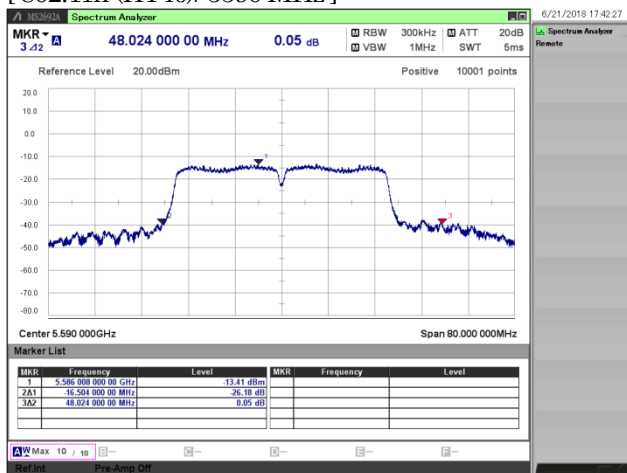 [ 802.11n (HT40), 5590 MHz ]
MS2692A Spectrum Analyzer
6/21/2018 17:42:27
MKR
3 Δ2 A 48.024 000 00 MHz 0.05 dB
M RBW 300kHz M ATT 20dB
M VBW 1MHz SWT 5ms
Spectrum Analyzer
Remote
Reference Level 20.00dBm Positive 10001 points
20.0
10.0
0.0
-10.0
1
-20.0
-30.0
2
3
-40.0
-50.0
-60.0
-70.0
-80.0
Center 5.590 000GHz Span 80.000 000MHz
Marker List
MKR Frequency Level MKR Frequency Level
1 5.586 008 000 00 GHz -13.41 dBm
2Δ1 -16.504 000 00 MHz -26.18 dB
3Δ2 48.024 000 00 MHz 0.05 dB
A W Max 10 / 10 B— C— D— E— F—
Ref.Int Pre-Amp Off